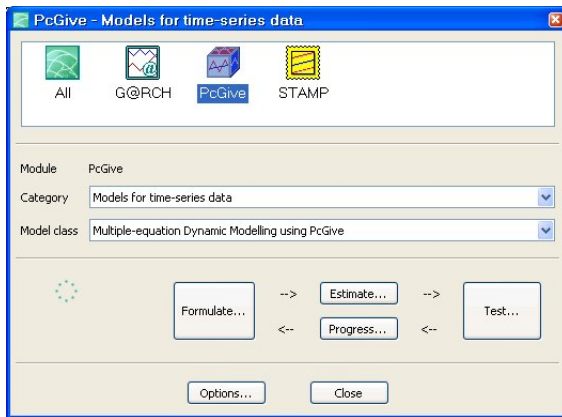 PcGive - Models for time-series data
All G@RCH PcGive STAMP
Module PcGive
Category Models for time-series data
Model class Multiple-equation Dynamic Modelling using PcGive
Formulate... --> Estimate... --> Test...
<-- Progress... <--
Options... Close